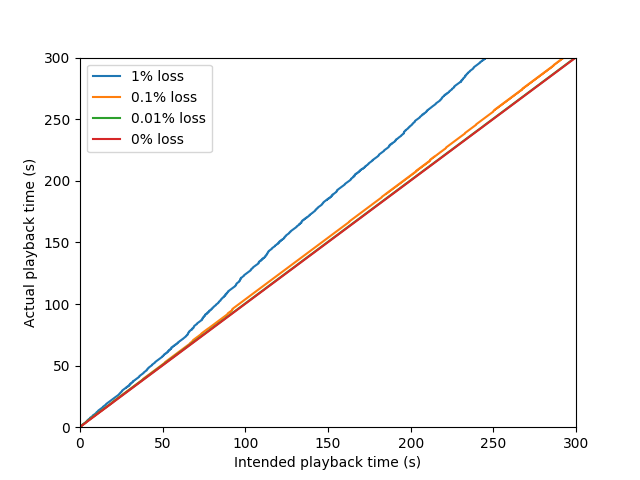 300
250
200
150
100
50
0
Actual playback time (s)
1% loss
0.1% loss
0.01% loss
0% loss
0 50 100 150 200 250 300
Intended playback time (s)